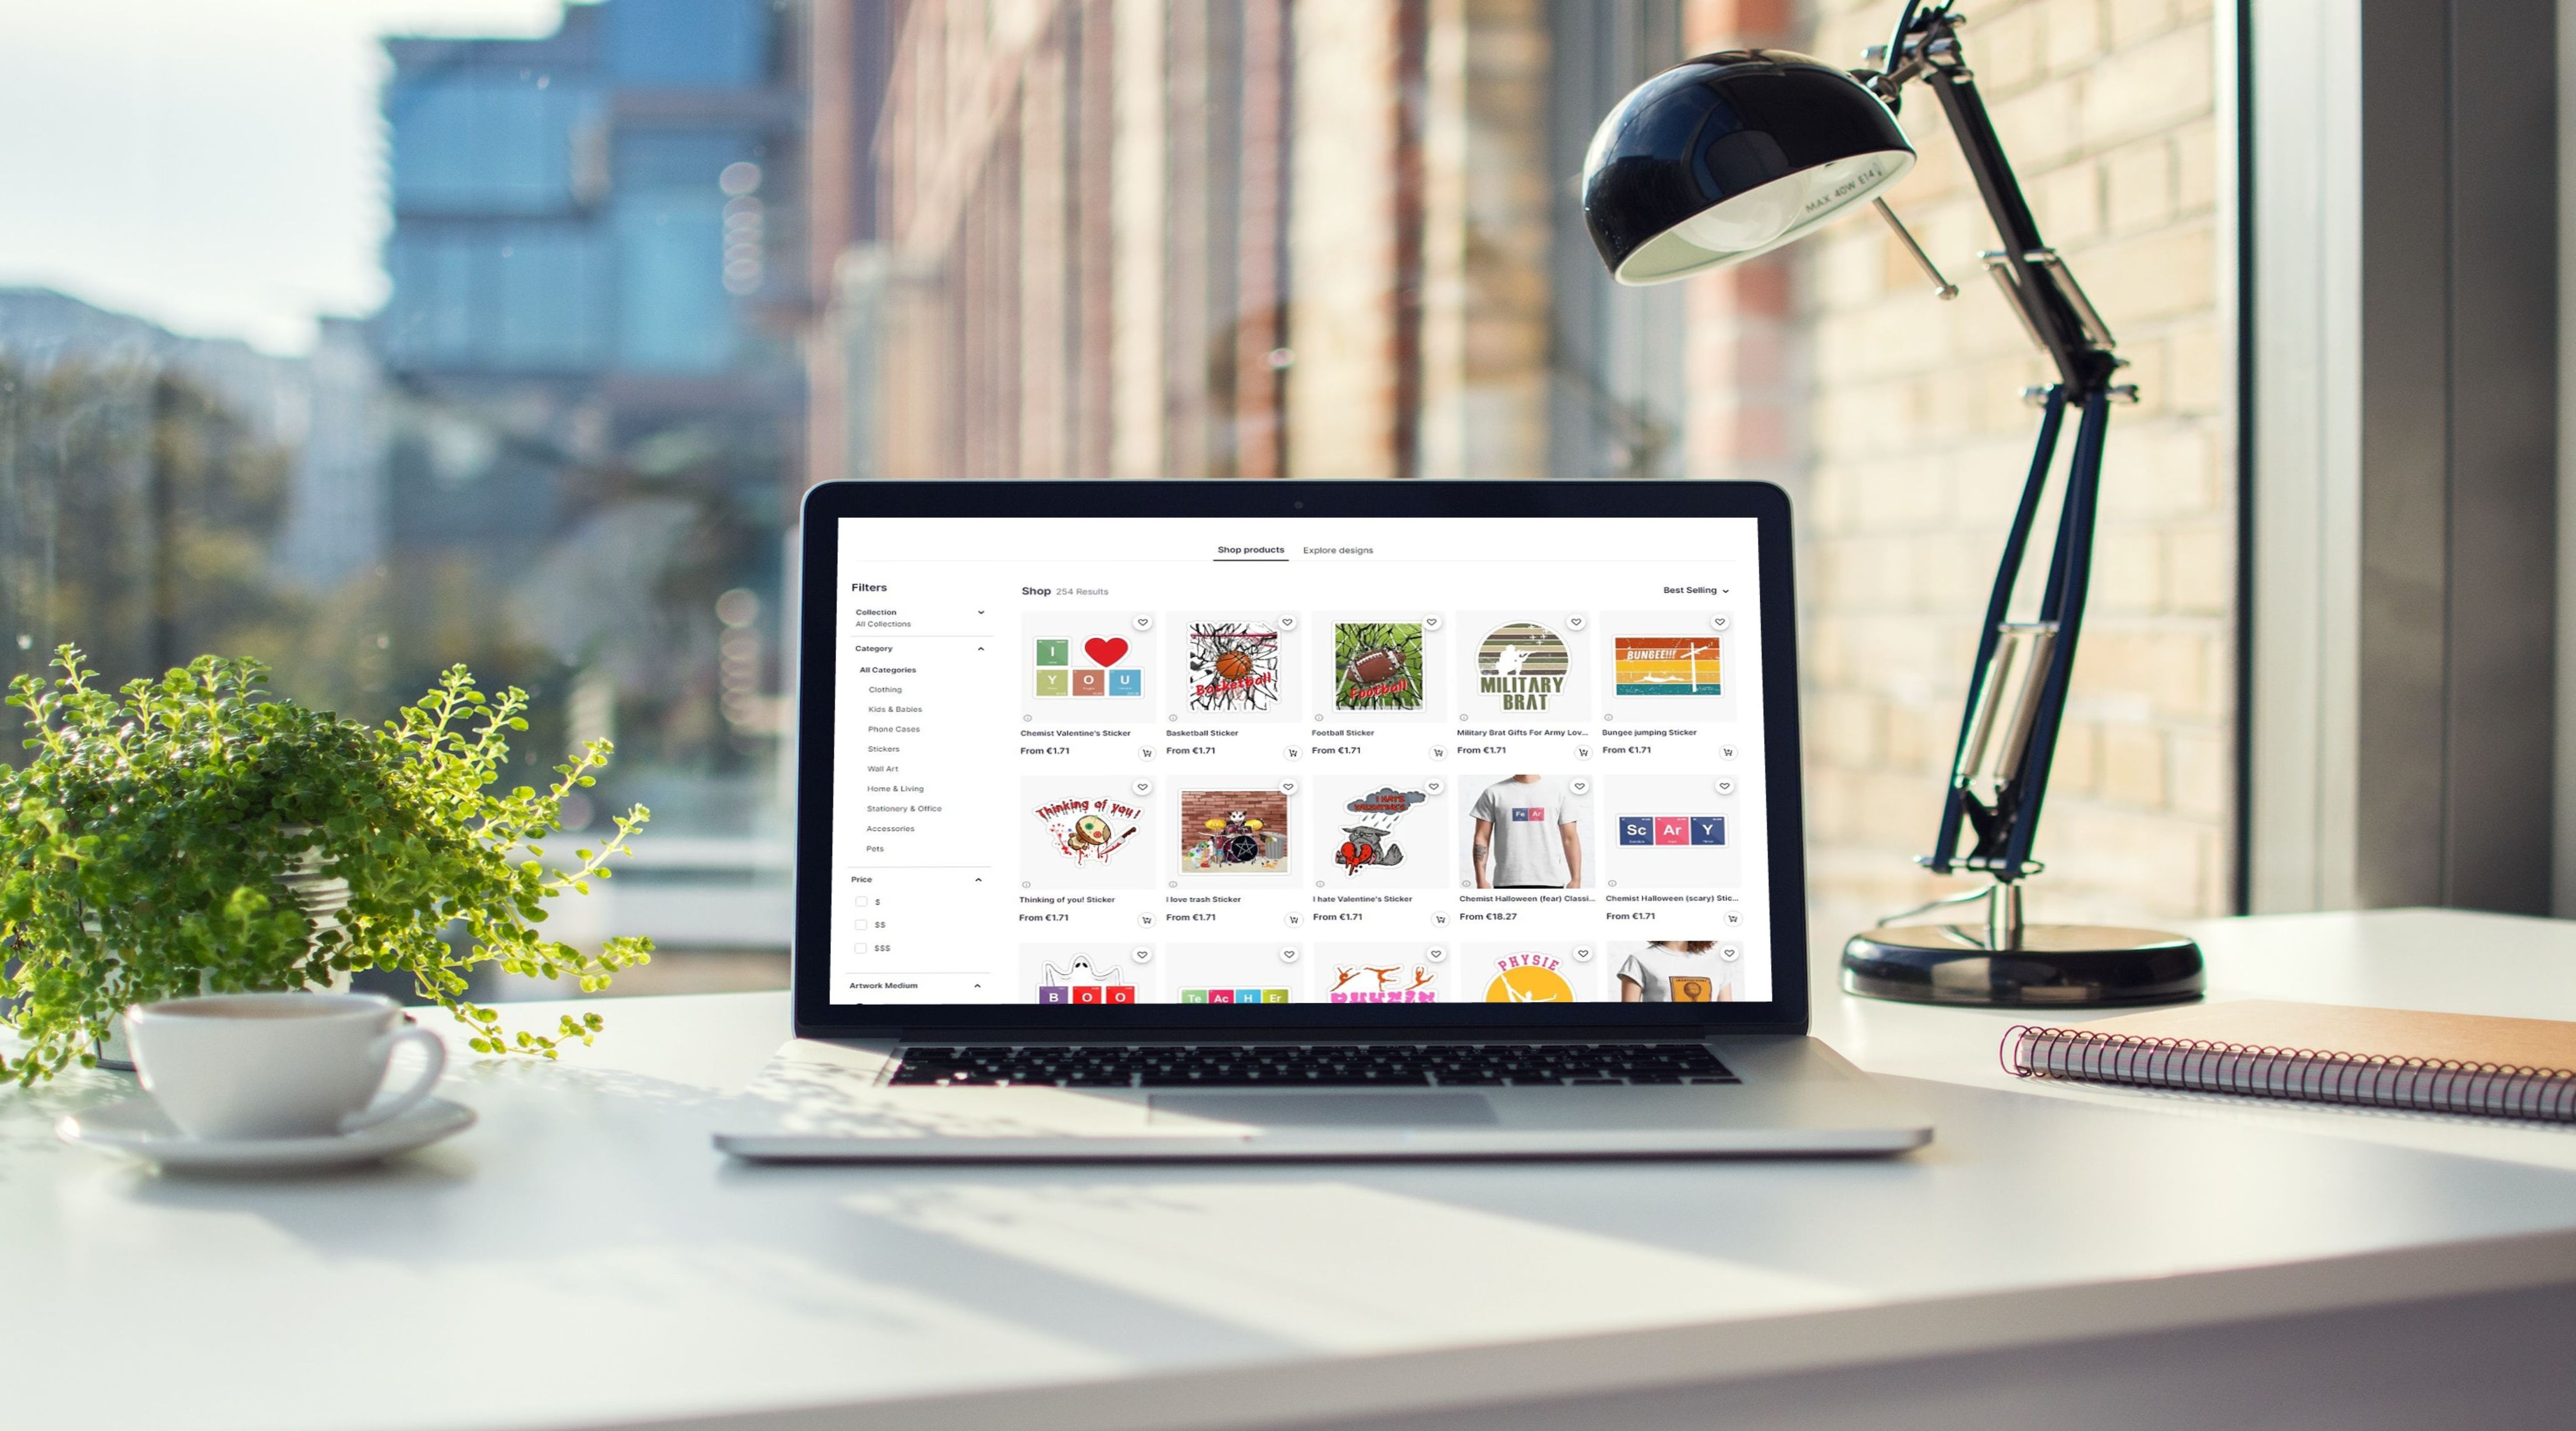 MAX 40W E14
Shop products Explore designs
Filters
Collection
All Collections
Category
All Categories
Clothing
Kids & Babies
Phone Cases
Stickers
Wall Art
Home & Living
Stationery & Office
Accessories
Pets
Price
$
$$
$$$
Artwork Medium
Shop 254 Results
Best Selling
I
Y O U
Basketball
Football
MILITARY
BRAT
BUNGEE!!!
Chemist Valentine's Sticker
From €1.71
Basketball Sticker
From €1.71
Football Sticker
From €1.71
Military Brat Gifts For Army Lov...
From €1.71
Bungee jumping Sticker
From €1.71
Thinking of you!
I HATE
Fe Ar
Sc Ar Y
Thinking of you! Sticker
From €1.71
I love trash Sticker
From €1.71
I hate Valentine's Sticker
From €1.71
Chemist Halloween (fear) Classi...
From €18.27
Chemist Halloween (scary) Stic...
From €1.71
B O O
Te Ac H Er
PHYSIE